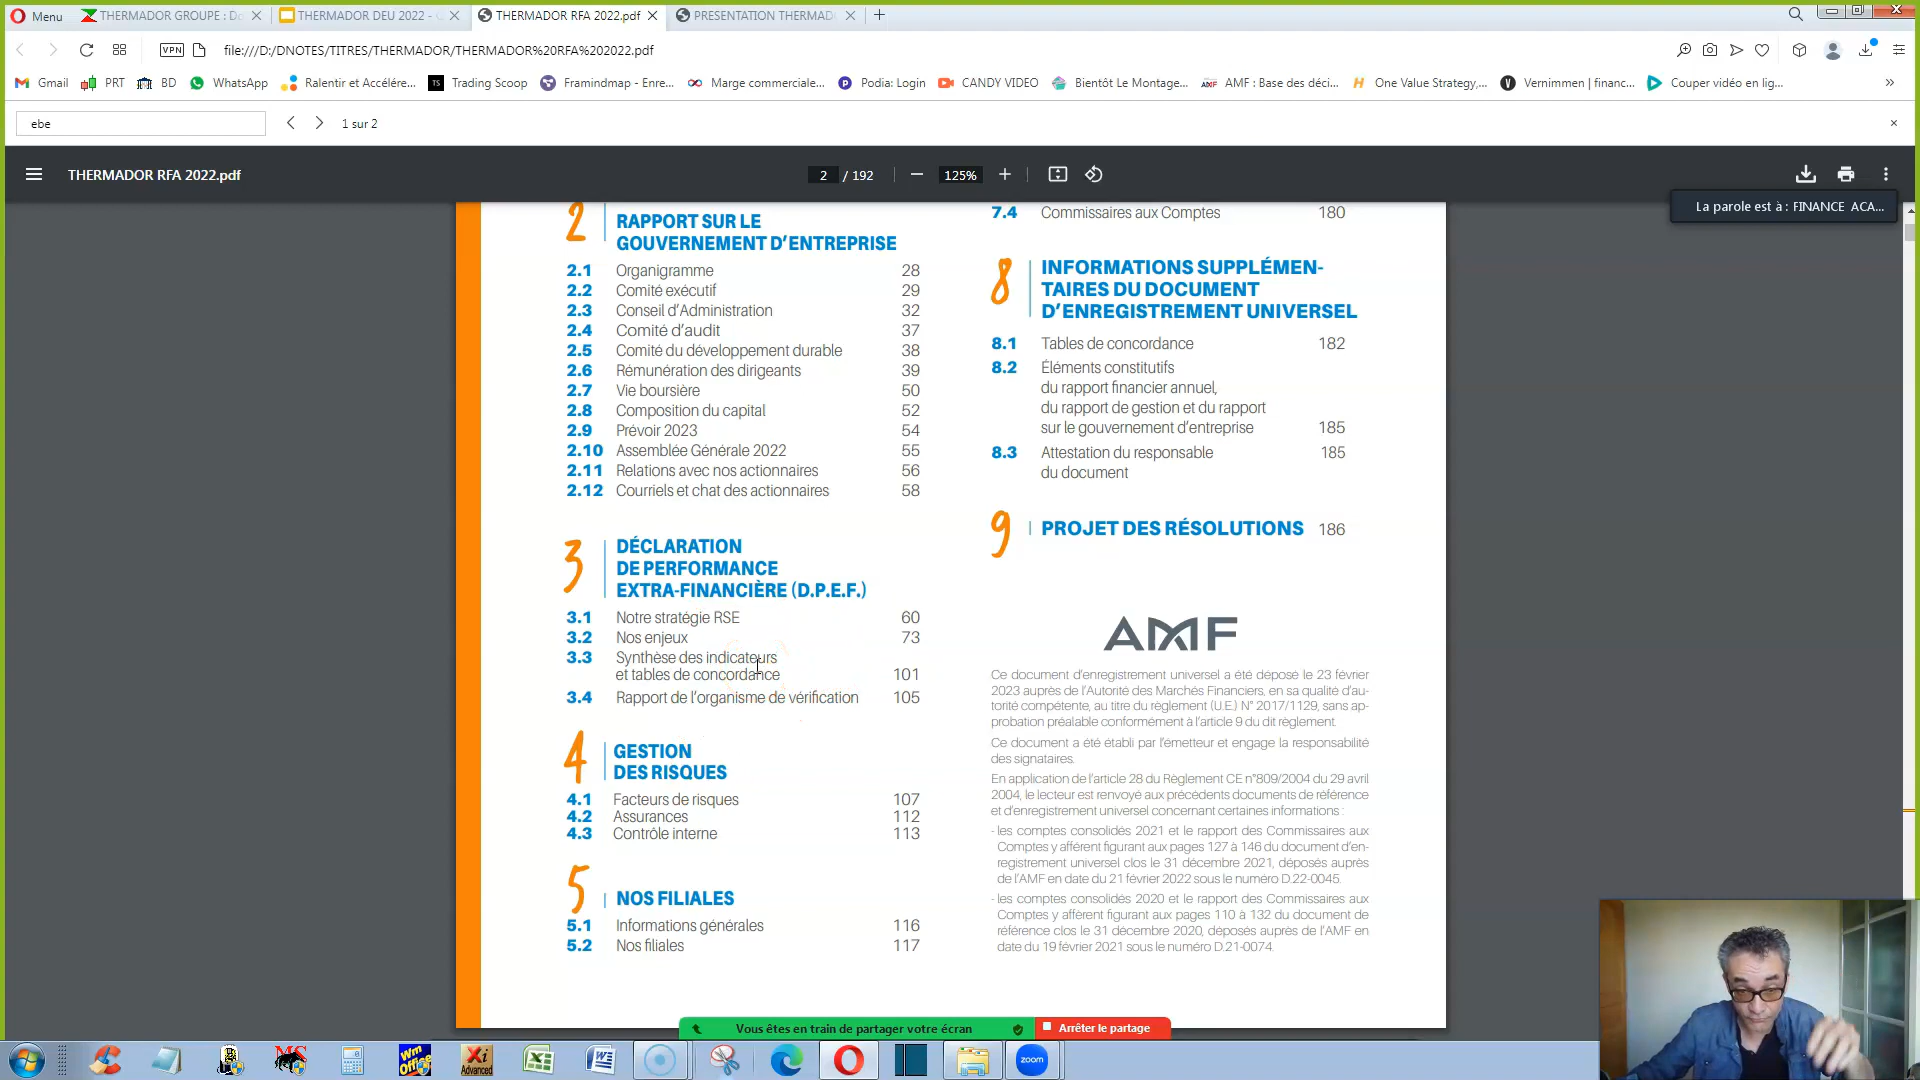 Menu
THERMADOR GROUPE : Do
THERMADOR DEU 2022 -
THERMADOR RFA 2022.pdf
PRESENTATION THERMAD
VPN
file:///D:/DNOTES/TITRES/THERMADOR/THERMADOR%20RFA%202022.pdf
Gmail
PRT
BD
WhatsApp
Ralentir et Accélére...
TS
Trading Scoop
Framindmap - Enre...
Marge commerciale...
Podia: Login
CANDY VIDEO
Bientôt Le Montage...
AMF : Base des déci...
One Value Strategy,...
Vernimmen | financ...
Couper vidéo en lig...
ebe
1 sur 2
THERMADOR RFA 2022.pdf
2 / 192
125%
La parole est à : FINANCE ACA...
2
RAPPORT SUR LE
GOUVERNEMENT D'ENTREPRISE
2.1 Organigramme 28
2.2 Comité exécutif 29
2.3 Conseil d'Administration 32
2.4 Comité d'audit 37
2.5 Comité du développement durable 38
2.6 Rémunération des dirigeants 39
2.7 Vie boursière 50
2.8 Composition du capital 52
2.9 Prévoir 2023 54
2.10 Assemblée Générale 2022 55
2.11 Relations avec nos actionnaires 56
2.12 Courriels et chat des actionnaires 58
3
DÉCLARATION
DE PERFORMANCE
EXTRA-FINANCIÈRE (D.P.E.F.)
3.1 Notre stratégie RSE 60
3.2 Nos enjeux 73
3.3 Synthèse des indicateurs
et tables de concordance 101
3.4 Rapport de l'organisme de vérification 105
4
GESTION
DES RISQUES
4.1 Facteurs de risques 107
4.2 Assurances 112
4.3 Contrôle interne 113
5
NOS FILIALES
5.1 Informations générales 116
5.2 Nos filiales 117
7.4 Commissaires aux Comptes 180
8
INFORMATIONS SUPPLÉMEN-
TAIRES DU DOCUMENT
D'ENREGISTREMENT UNIVERSEL
8.1 Tables de concordance 182
8.2 Éléments constitutifs
du rapport financier annuel,
du rapport de gestion et du rapport
sur le gouvernement d'entreprise 185
8.3 Attestation du responsable 185
du document
9
PROJET DES RÉSOLUTIONS 186
AMF
Ce document d'enregistrement universel a été déposé le 23 février
2023 auprès de l'Autorité des Marchés Financiers, en sa qualité d'au-
torité compétente, au titre du règlement (U.E.) N° 2017/1129, sans ap-
probation préalable conformément à l'article 9 du dit règlement.
Ce document a été établi par l'émetteur et engage la responsabilité
des signataires.
En application de l'article 28 du Règlement CE n°809/2004 du 29 avril
2004, le lecteur est renvoyé aux précédents documents de référence
et d'enregistrement universel concernant certaines informations :
- les comptes consolidés 2021 et le rapport des Commissaires aux
Comptes y afférent figurant aux pages 127 à 146 du document d'en-
registrement universel clos le 31 décembre 2021, déposés auprès
de l'AMF en date du 21 février 2022 sous le numéro D.22-0045.
- les comptes consolidés 2020 et le rapport des Commissaires aux
Comptes y afférent figurant aux pages 110 à 132 du document de
référence clos le 31 décembre 2020, déposés auprès de l'AMF en
date du 19 février 2021 sous le numéro D.21-0074.
Vous êtes en train de partager votre écran
Arrêter le partage
Wm
Office
Xi
Advanced
zoom